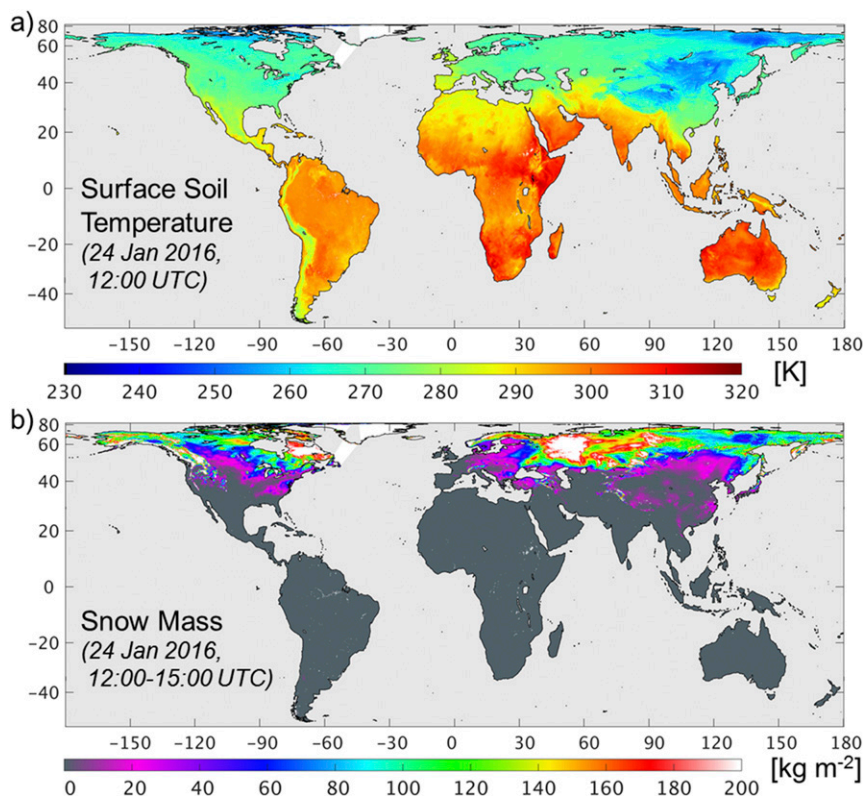 a)
80
60
40
20
0
−20
−40
Surface Soil
Temperature
(24 Jan 2016,
12:00 UTC)
−150 −120 −90 −60 −30 0 30 60 90 120 150 180
230 240 250 260 270 280 290 300 310 320 [K]
b)
80
60
40
20
0
−20
−40
Snow Mass
(24 Jan 2016,
12:00-15:00 UTC)
−150 −120 −90 −60 −30 0 30 60 90 120 150 180
0 20 40 60 80 100 120 140 160 180 200 [kg m⁻²]